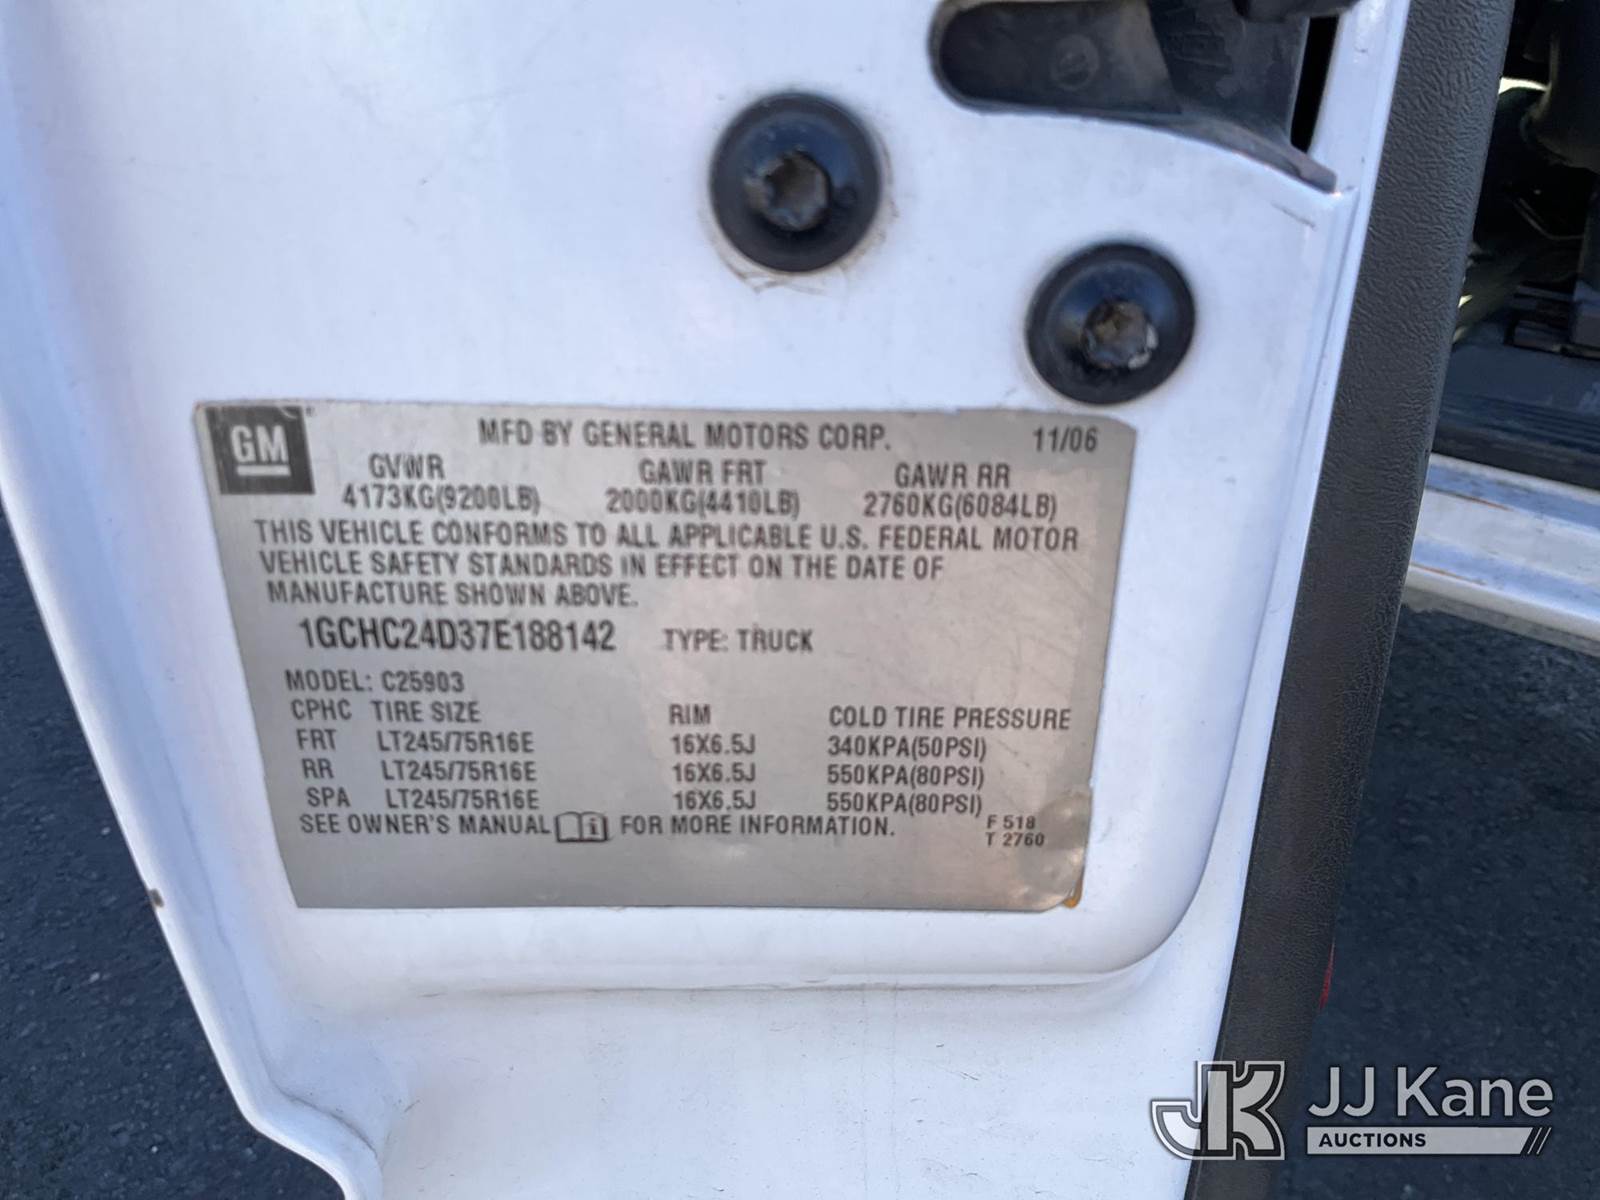 GM MFD BY GENERAL MOTORS CORP. 11/06
GVWR GAWR FRT GAWR RR
4173KG(9200LB) 2000KG(4410LB) 2760KG(6084LB)
THIS VEHICLE CONFORMS TO ALL APPLICABLE U.S. FEDERAL MOTOR
VEHICLE SAFETY STANDARDS IN EFFECT ON THE DATE OF
MANUFACTURE SHOWN ABOVE.
1GCHC24D37E188142 TYPE: TRUCK
MODEL: C25903
CPHC TIRE SIZE RIM COLD TIRE PRESSURE
FRT LT245/75R16E 16X6.5J 340KPA(50PSI)
RR LT245/75R16E 16X6.5J 550KPA(80PSI)
SPA LT245/75R16E 16X6.5J 550KPA(80PSI)
SEE OWNER'S MANUAL i FOR MORE INFORMATION.
F 518
T 2760
JK JJ Kane
AUCTIONS